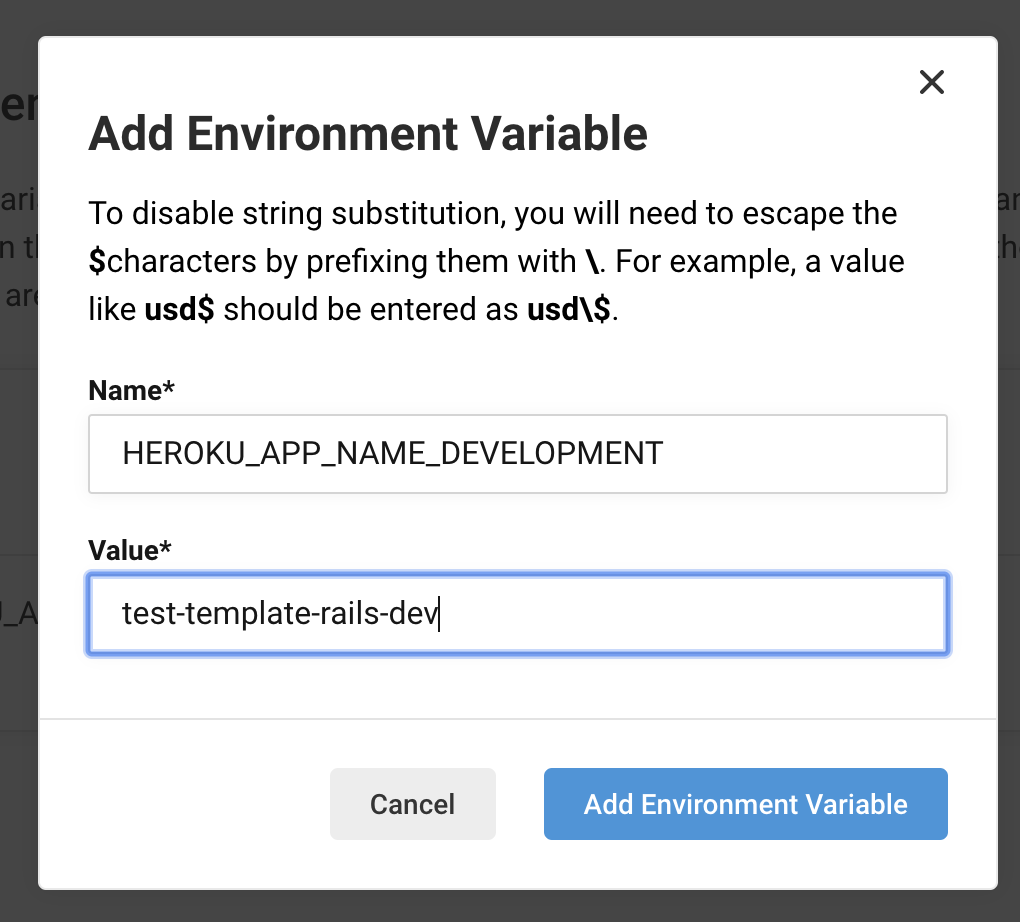 Add Environment Variable
To disable string substitution, you will need to escape the
$characters by prefixing them with \. For example, a value
like usd$ should be entered as usd\$.
Name*
HEROKU_APP_NAME_DEVELOPMENT
Value*
test-template-rails-dev
Cancel
Add Environment Variable